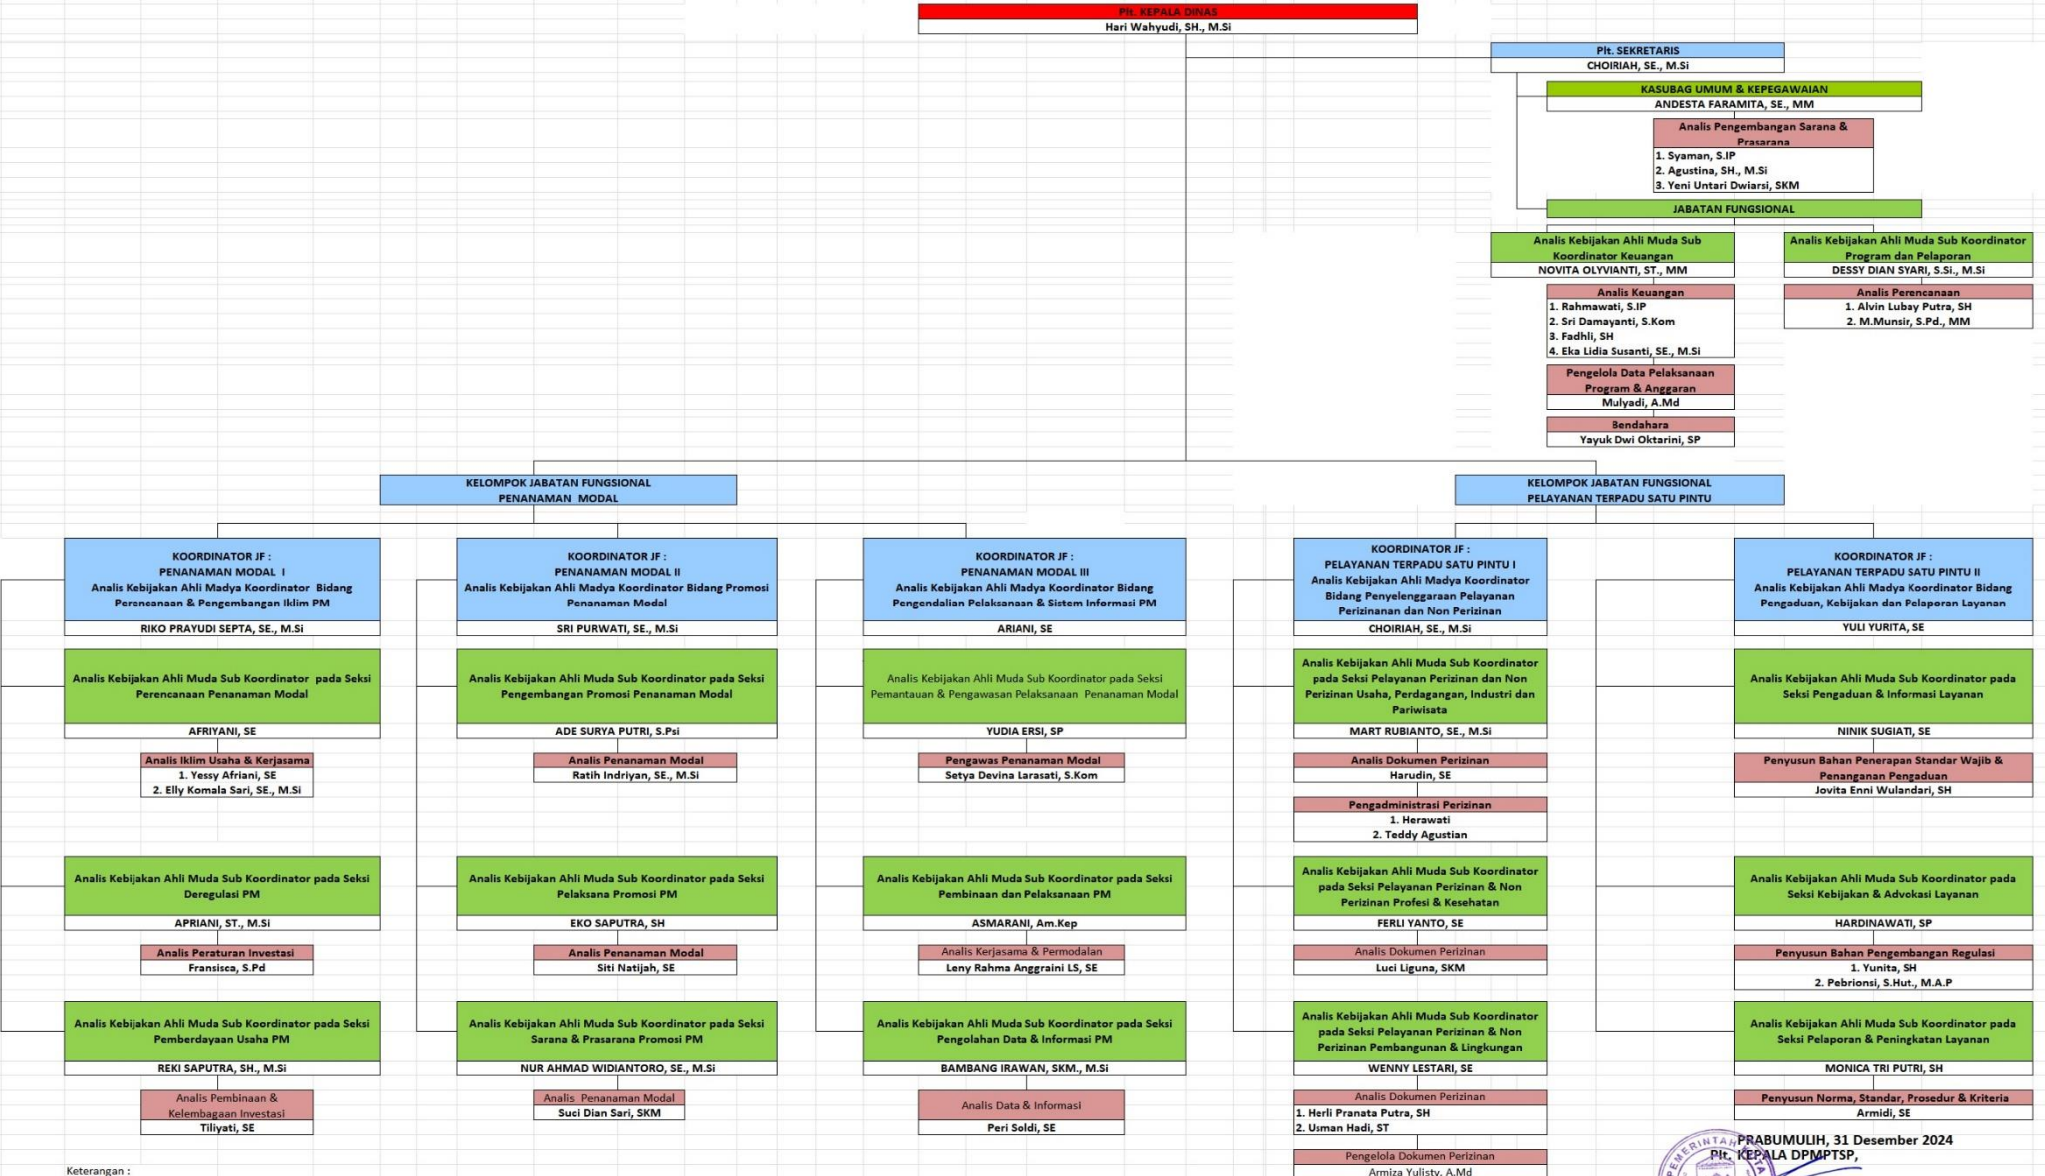 Plt. KEPALA DINAS
Hari Wahyudi, SH., M.Si
Plt. SEKRETARIS
CHOIRIAH, SE., M.Si
KASUBAG UMUM & KEPEGAWAIAN
ANDESTA FARAMITA, SE., MM
Analis Pengembangan Sarana &
Prasarana
1. Syaman, S.IP
2. Agustina, SH., M.Si
3. Yeni Untari Dwiarsi, SKM
JABATAN FUNGSIONAL
Analis Kebijakan Ahli Muda Sub
Koordinator Keuangan
NOVITA OLYVIANTI, ST., MM
Analis Keuangan
1. Rahmawati, S.IP
2. Sri Damayanti, S.Kom
3. Fadhli, SH
4. Eka Lidia Susanti, SE., M.Si
Pengelola Data Pelaksanaan
Program & Anggaran
Mulyadi, A.Md
Bendahara
Yayuk Dwi Oktarini, SP
Analis Kebijakan Ahli Muda Sub Koordinator
Program dan Pelaporan
DESSY DIAN SYARI, S.Si., M.Si
Analis Perencanaan
1. Alvin Lubay Putra, SH
2. M.Munsir, S.Pd., MM
KELOMPOK JABATAN FUNGSIONAL
PENANAMAN MODAL
KELOMPOK JABATAN FUNGSIONAL
PELAYANAN TERPADU SATU PINTU
KOORDINATOR JF :
PENANAMAN MODAL I
Analis Kebijakan Ahli Madya Koordinator Bidang
Perencanaan & Pengembangan Iklim PM
RIKO PRAYUDI SEPTA, SE., M.Si
Analis Kebijakan Ahli Muda Sub Koordinator pada Seksi
Perencanaan Penanaman Modal
AFRIYANI, SE
Analis Iklim Usaha & Kerjasama
1. Yessy Afriani, SE
2. Elly Komala Sari, SE., M.Si
Analis Kebijakan Ahli Muda Sub Koordinator pada Seksi
Deregulasi PM
APRIANI, ST., M.Si
Analis Peraturan Investasi
Fransisca, S.Pd
Analis Kebijakan Ahli Muda Sub Koordinator pada Seksi
Pemberdayaan Usaha PM
REKI SAPUTRA, SH., M.Si
Analis Pembinaan &
Kelembagaan Investasi
Tiliyati, SE
KOORDINATOR JF :
PENANAMAN MODAL II
Analis Kebijakan Ahli Madya Koordinator Bidang Promosi
Penanaman Modal
SRI PURWATI, SE., M.Si
Analis Kebijakan Ahli Muda Sub Koordinator pada Seksi
Pengembangan Promosi Penanaman Modal
ADE SURYA PUTRI, S.Psi
Analis Penanaman Modal
Ratih Indriyan, SE., M.Si
Analis Kebijakan Ahli Muda Sub Koordinator pada Seksi
Pelaksana Promosi PM
EKO SAPUTRA, SH
Analis Penanaman Modal
Siti Natijah, SE
Analis Kebijakan Ahli Muda Sub Koordinator pada Seksi
Sarana & Prasarana Promosi PM
NUR AHMAD WIDIANTORO, SE., M.Si
Analis Penanaman Modal
Suci Dian Sari, SKM
KOORDINATOR JF :
PENANAMAN MODAL III
Analis Kebijakan Ahli Madya Koordinator Bidang
Pengendalian Pelaksanaan & Sistem Informasi PM
ARIANI, SE
Analis Kebijakan Ahli Muda Sub Koordinator pada Seksi
Pemantauan & Pengawasan Pelaksanaan Penanaman Modal
YUDIA ERSI, SP
Pengawas Penanaman Modal
Setya Devina Larasati, S.Kom
Analis Kebijakan Ahli Muda Sub Koordinator pada Seksi
Pembinaan dan Pelaksanaan PM
ASMARANI, Am.Kep
Analis Kerjasama & Permodalan
Leny Rahma Anggraini LS, SE
Analis Kebijakan Ahli Muda Sub Koordinator pada Seksi
Pengolahan Data & Informasi PM
BAMBANG IRAWAN, SKM., M.Si
Analis Data & Informasi
Peri Soldi, SE
KOORDINATOR JF :
PELAYANAN TERPADU SATU PINTU I
Analis Kebijakan Ahli Madya Koordinator
Bidang Penyelenggaraan Pelayanan
Perizinanan dan Non Perizinan
CHOIRIAH, SE., M.Si
Analis Kebijakan Ahli Muda Sub Koordinator
pada Seksi Pelayanan Perizinan dan Non
Perizinan Usaha, Perdagangan, Industri dan
Pariwisata
MART RUBIANTO, SE., M.Si
Analis Dokumen Perizinan
Harudin, SE
Pengadministrasi Perizinan
1. Herawati
2. Teddy Agustian
Analis Kebijakan Ahli Muda Sub Koordinator
pada Seksi Pelayanan Perizinan & Non
Perizinan Profesi & Kesehatan
FERLI YANTO, SE
Analis Dokumen Perizinan
Luci Liguna, SKM
Analis Kebijakan Ahli Muda Sub Koordinator
pada Seksi Pelayanan Perizinan & Non
Perizinan Pembangunan & Lingkungan
WENNY LESTARI, SE
Analis Dokumen Perizinan
1. Herli Pranata Putra, SH
2. Usman Hadi, ST
Pengelola Dokumen Perizinan
Armiza Yulisty, A.Md
KOORDINATOR JF :
PELAYANAN TERPADU SATU PINTU II
Analis Kebijakan Ahli Madya Koordinator Bidang
Pengaduan, Kebijakan dan Pelaporan Layanan
YULI YURITA, SE
Analis Kebijakan Ahli Muda Sub Koordinator pada
Seksi Pengaduan & Informasi Layanan
NINIK SUGIATI, SE
Penyusun Bahan Penerapan Standar Wajib &
Penanganan Pengaduan
Jovita Enni Wulandari, SH
Analis Kebijakan Ahli Muda Sub Koordinator pada
Seksi Kebijakan & Advokasi Layanan
HARDINAWATI, SP
Penyusun Bahan Pengembangan Regulasi
1. Yunita, SH
2. Pebrionsi, S.Hut., M.A.P
Analis Kebijakan Ahli Muda Sub Koordinator pada
Seksi Pelaporan & Peningkatan Layanan
MONICA TRI PUTRI, SH
Penyusun Norma, Standar, Prosedur & Kriteria
Armidi, SE
PRABUMULIH, 31 Desember 2024
Plt. KEPALA DPMPTSP,
Keterangan :